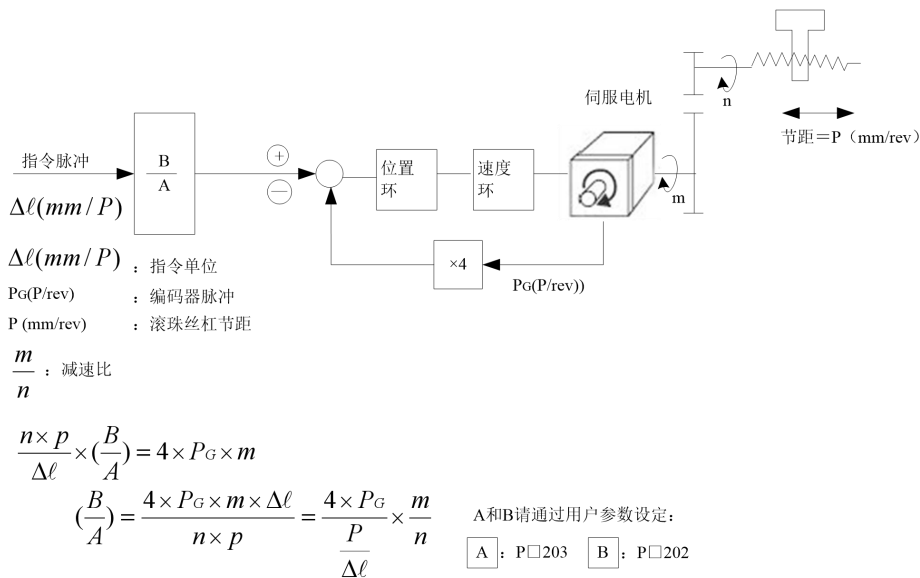 伺服电机
n
节距＝P（mm/rev）
指令脉冲
B
A
＋
－
位置
环
速度
环
m
Δℓ(mm/P)
×4
PG(P/rev))
Δℓ(mm/P)：指令单位
PG(P/rev)：编码器脉冲
P (mm/rev)：滚珠丝杠节距
m/n：减速比
n×p/Δℓ×(B/A)=4×PG×m
(B/A)=4×PG×m×Δℓ/n×p=4×PG/(P/Δℓ)×m/n
A和B请通过用户参数设定：
A：P□203 B：P□202